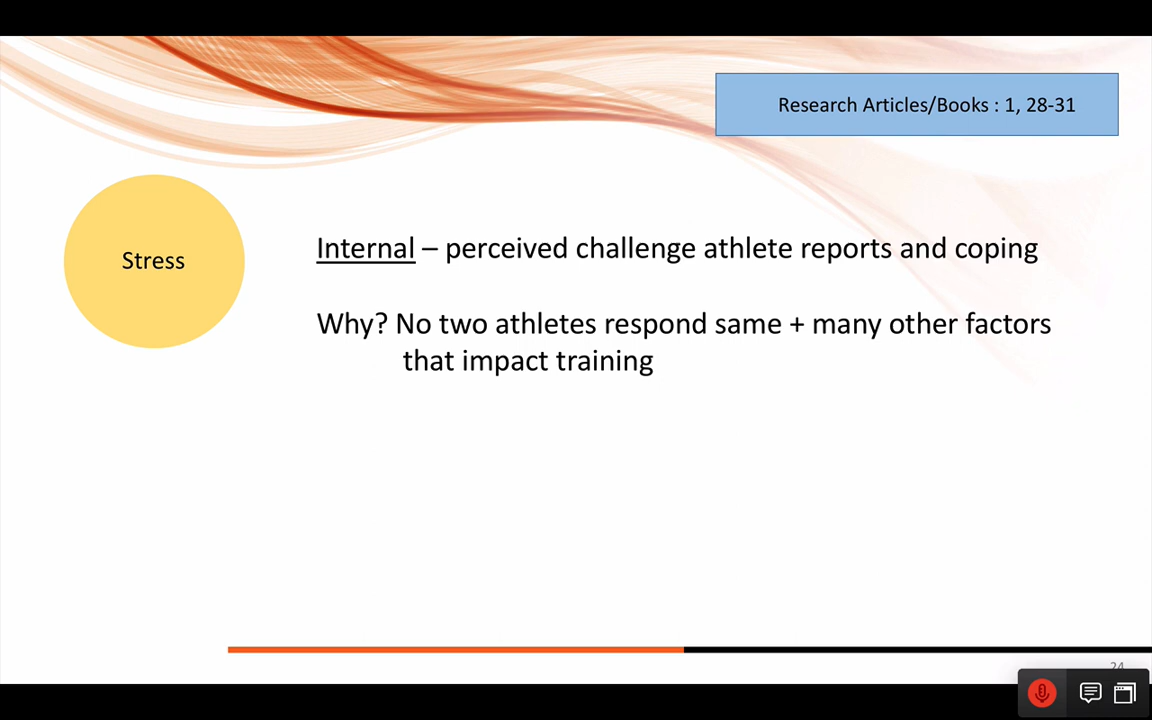 Research Articles/Books : 1, 28-31
Stress
Internal – perceived challenge athlete reports and coping
Why? No two athletes respond same + many other factors
that impact training
24